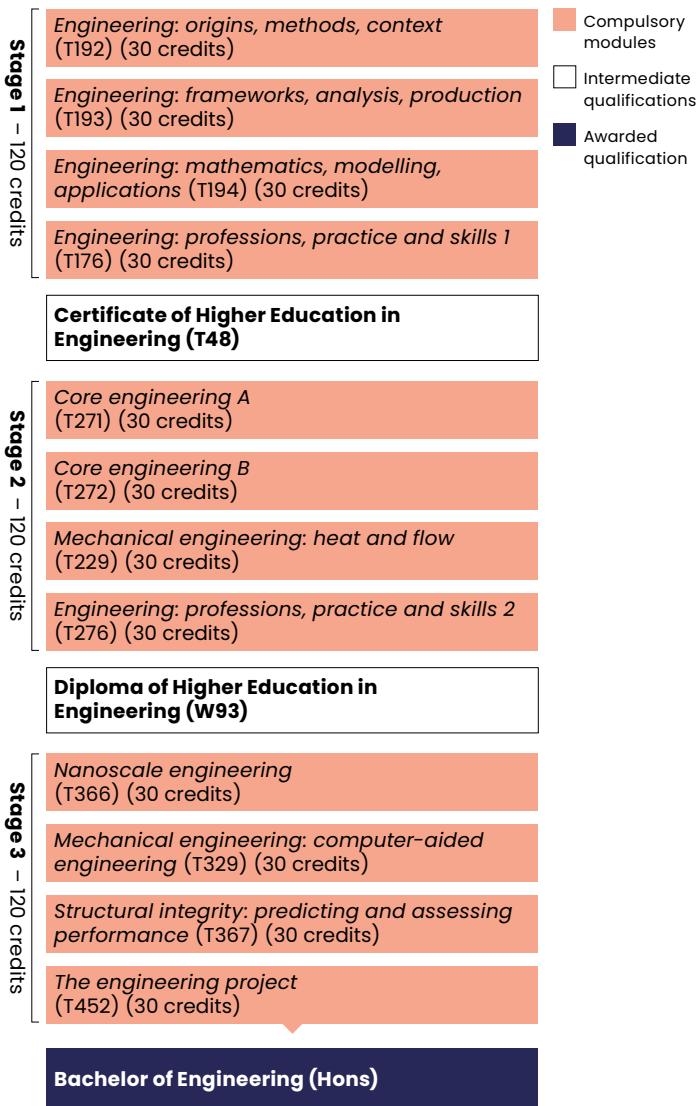 Stage 1 – 120 credits
Engineering: origins, methods, context
(T192) (30 credits)
Engineering: frameworks, analysis, production
(T193) (30 credits)
Engineering: mathematics, modelling,
applications (T194) (30 credits)
Engineering: professions, practice and skills 1
(T176) (30 credits)
Compulsory
modules
Intermediate
qualifications
Awarded
qualification
Certificate of Higher Education in
Engineering (T48)
Stage 2 – 120 credits
Core engineering A
(T271) (30 credits)
Core engineering B
(T272) (30 credits)
Mechanical engineering: heat and flow
(T229) (30 credits)
Engineering: professions, practice and skills 2
(T276) (30 credits)
Diploma of Higher Education in
Engineering (W93)
Stage 3 – 120 credits
Nanoscale engineering
(T366) (30 credits)
Mechanical engineering: computer-aided
engineering (T329) (30 credits)
Structural integrity: predicting and assessing
performance (T367) (30 credits)
The engineering project
(T452) (30 credits)
Bachelor of Engineering (Hons)